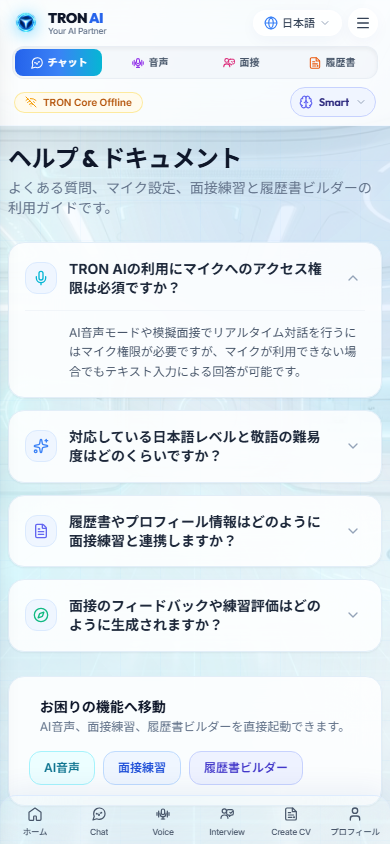 TRON AI
Your AI Partner
日本語
チャット
音声
面接
履歴書
TRON Core Offline
Smart
ヘルプ & ドキュメント
よくある質問、マイク設定、面接練習と履歴書ビルダーの
利用ガイドです。
TRON AIの利用にマイクへのアクセス権
限は必須ですか？
AI音声モードや模擬面接でリアルタイム対話を行うに
はマイク権限が必要ですが、マイクが利用できない場
合でもテキスト入力による回答が可能です。
対応している日本語レベルと敬語の難易
度はどのくらいですか？
履歴書やプロフィール情報はどのように
面接練習と連携しますか？
面接のフィードバックや練習評価はどの
ように生成されますか？
お困りの機能へ移動
AI音声、面接練習、履歴書ビルダーを直接起動できます。
AI音声
面接練習
履歴書ビルダー
ホーム
Chat
Voice
Interview
Create CV
プロフィール